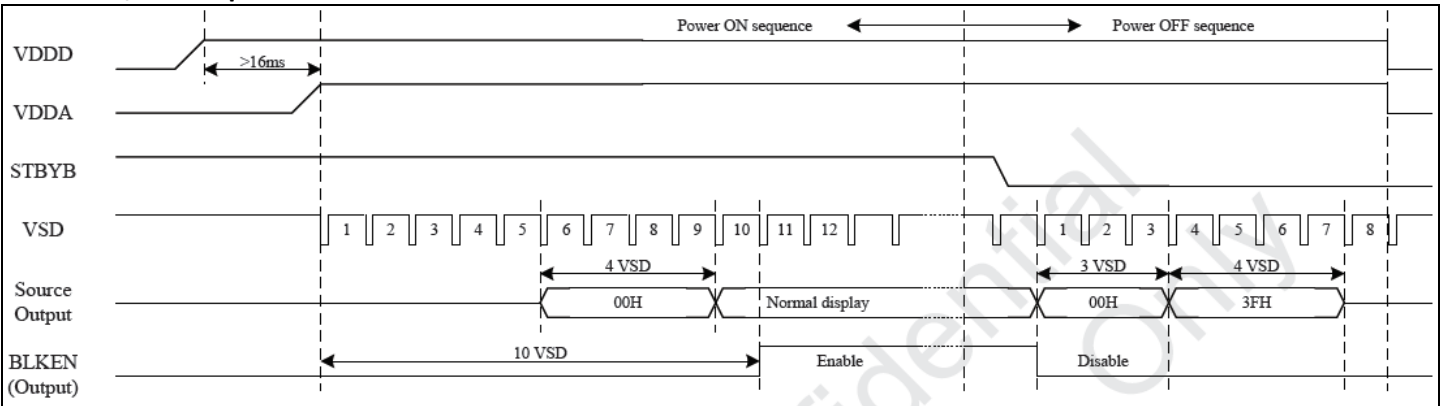 Power ON sequence
Power OFF sequence
VDDD
>16ms
VDDA
STBYB
VSD
1 2 3 4 5 6 7 8 9 10 11 12 1 2 3 4 5 6 7 8
4 VSD
3 VSD
4 VSD
Source
Output
00H
Normal display
00H
3FH
10 VSD
BLKEN
(Output)
Enable
Disable
Only